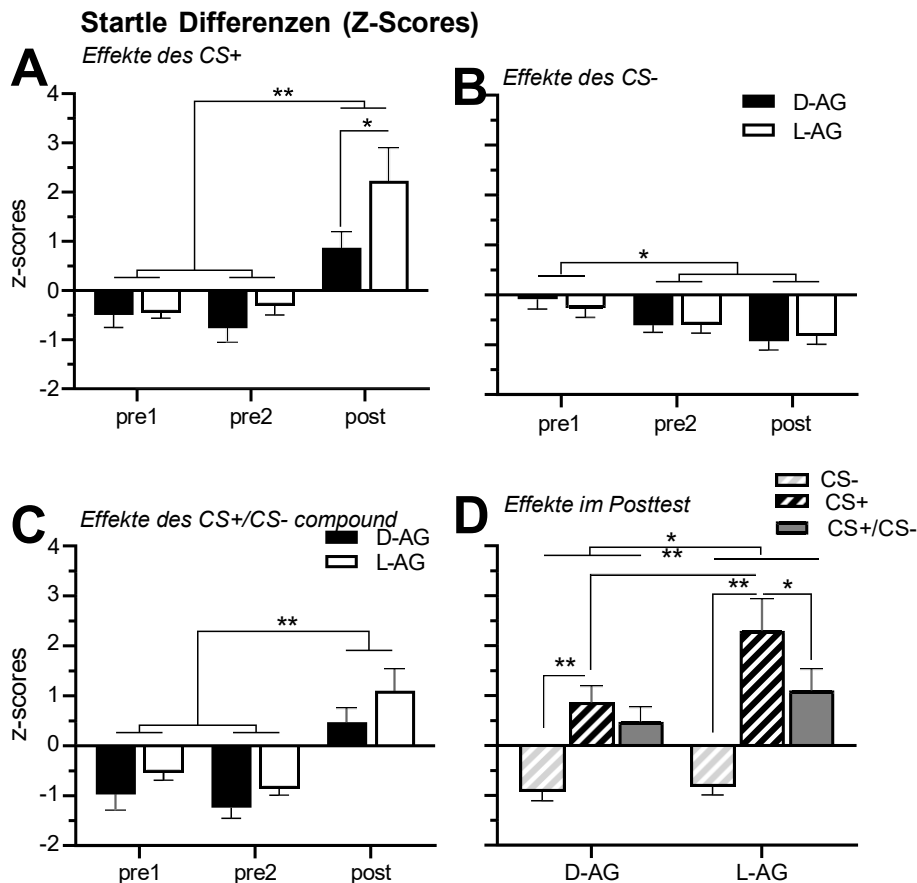 Startle Differenzen (Z-Scores)
A
Effekte des CS+
z-scores
4
3
2
1
0
-1
-2
**
*
pre1 pre2 post
B
Effekte des CS-
D-AG
L-AG
*
pre1 pre2 post
C
Effekte des CS+/CS- compound
D-AG
L-AG
z-scores
4
3
2
1
0
-1
-2
**
pre1 pre2 post
D
Effekte im Posttest
CS-
CS+
CS+/CS-
*
**
** *
**
D-AG L-AG